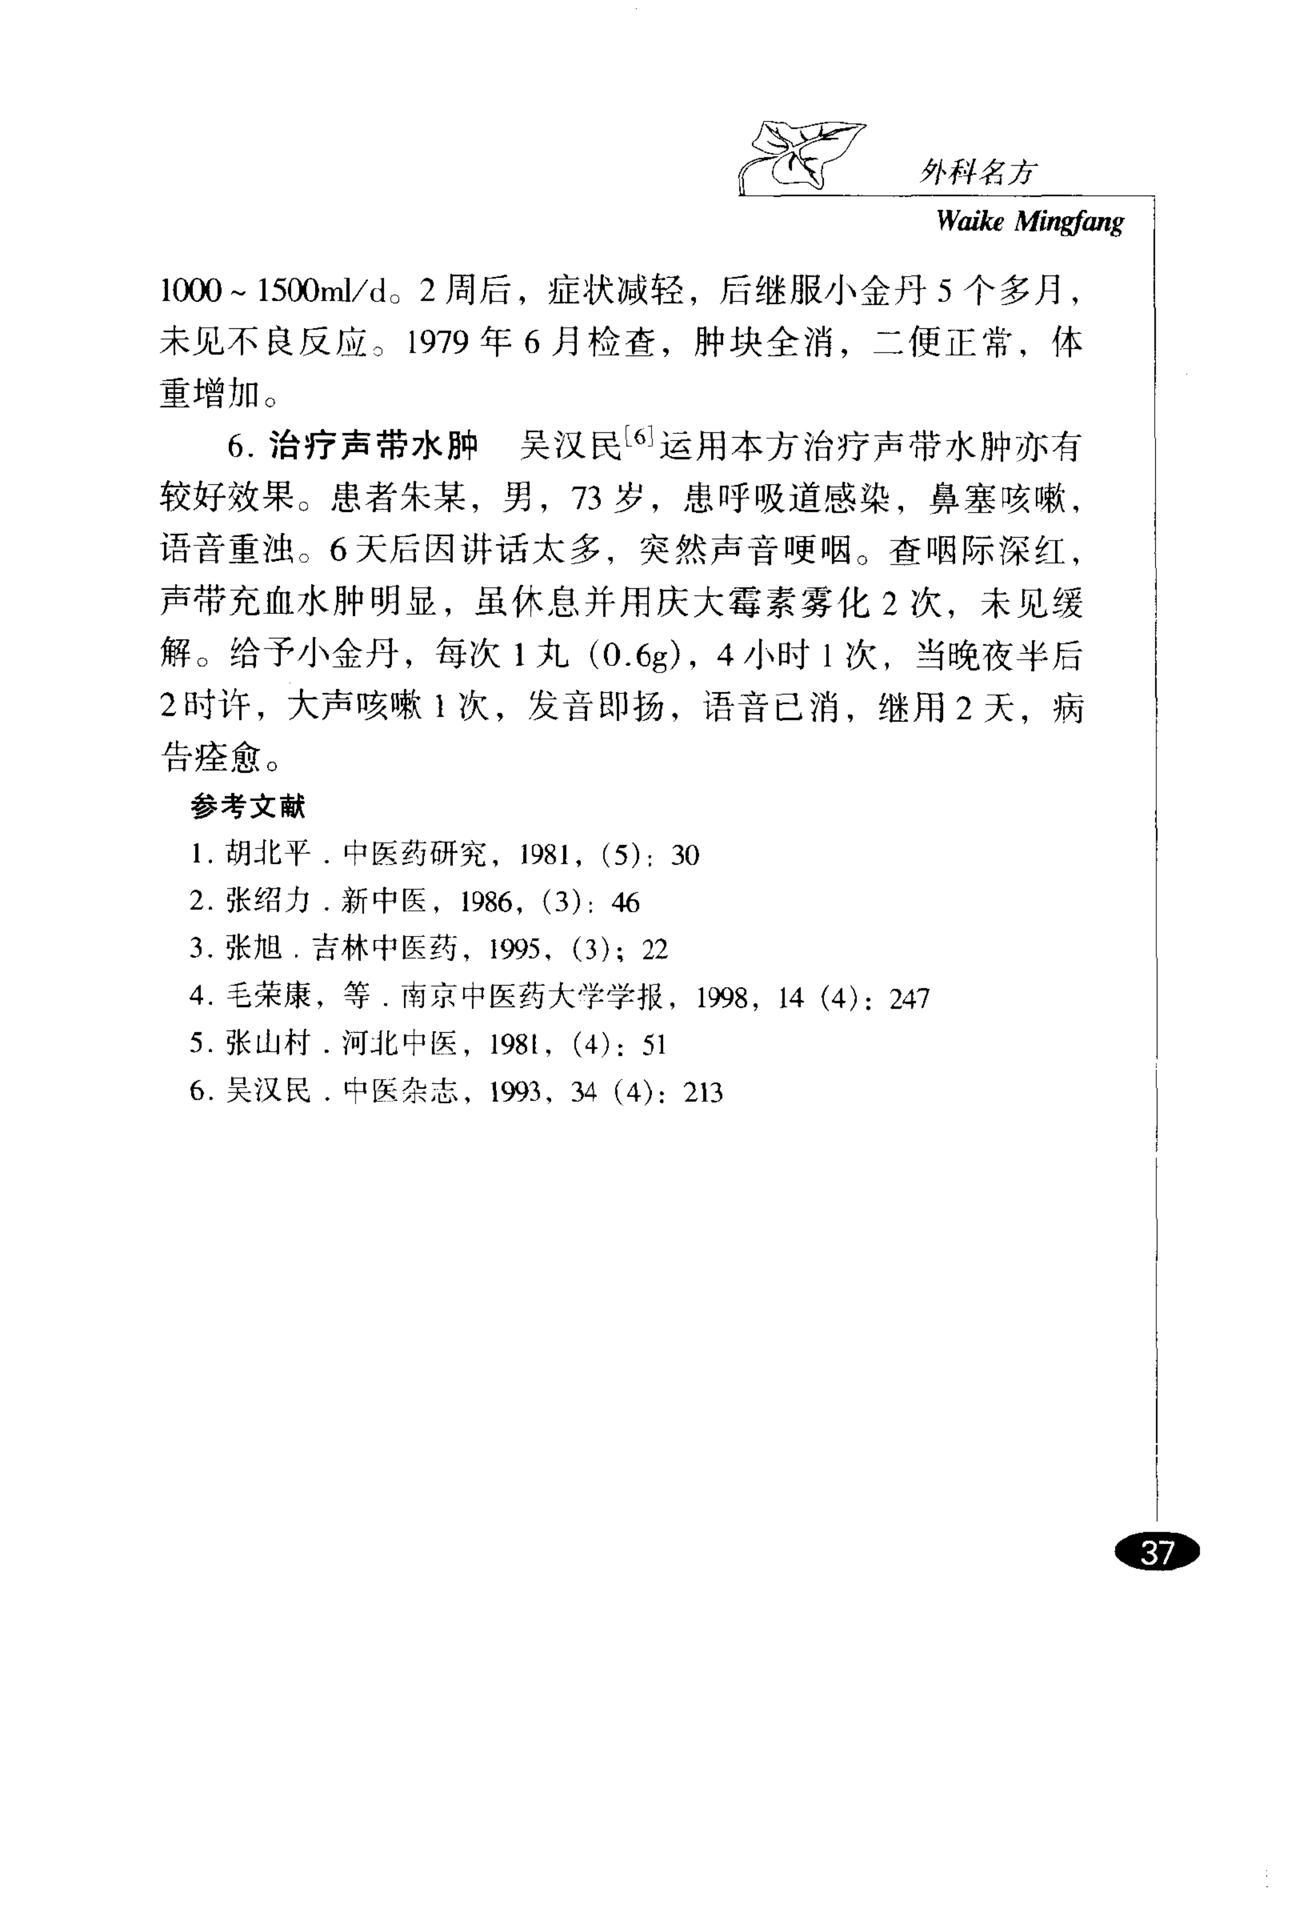 外科名方
Waike Mingfang
1000～1500ml/d。2周后，症状减轻，后继服小金丹5个多月，
未见不良反应。1979年6月检查，肿块全消，二便正常，体
重增加。
6. 治疗声带水肿 吴汉民[6]运用本方治疗声带水肿亦有
较好效果。患者朱某，男，73岁，患呼吸道感染，鼻塞咳嗽，
语音重浊。6天后因讲话太多，突然声音哽咽。查咽际深红，
声带充血水肿明显，虽休息并用庆大霉素雾化2次，未见缓
解。给予小金丹，每次1丸（0.6g），4小时1次，当晚夜半后
2时许，大声咳嗽1次，发音即扬，语音已消，继用2天，病
告痊愈。
参考文献
1. 胡北平．中医药研究，1981，（5）：30
2. 张绍力．新中医，1986，（3）：46
3. 张旭．吉林中医药，1995，（3）；22
4. 毛荣康，等．南京中医药大学学报，1998，14（4）：247
5. 张山村．河北中医，1981，（4）：51
6. 吴汉民．中医杂志，1993，34（4）：213
37